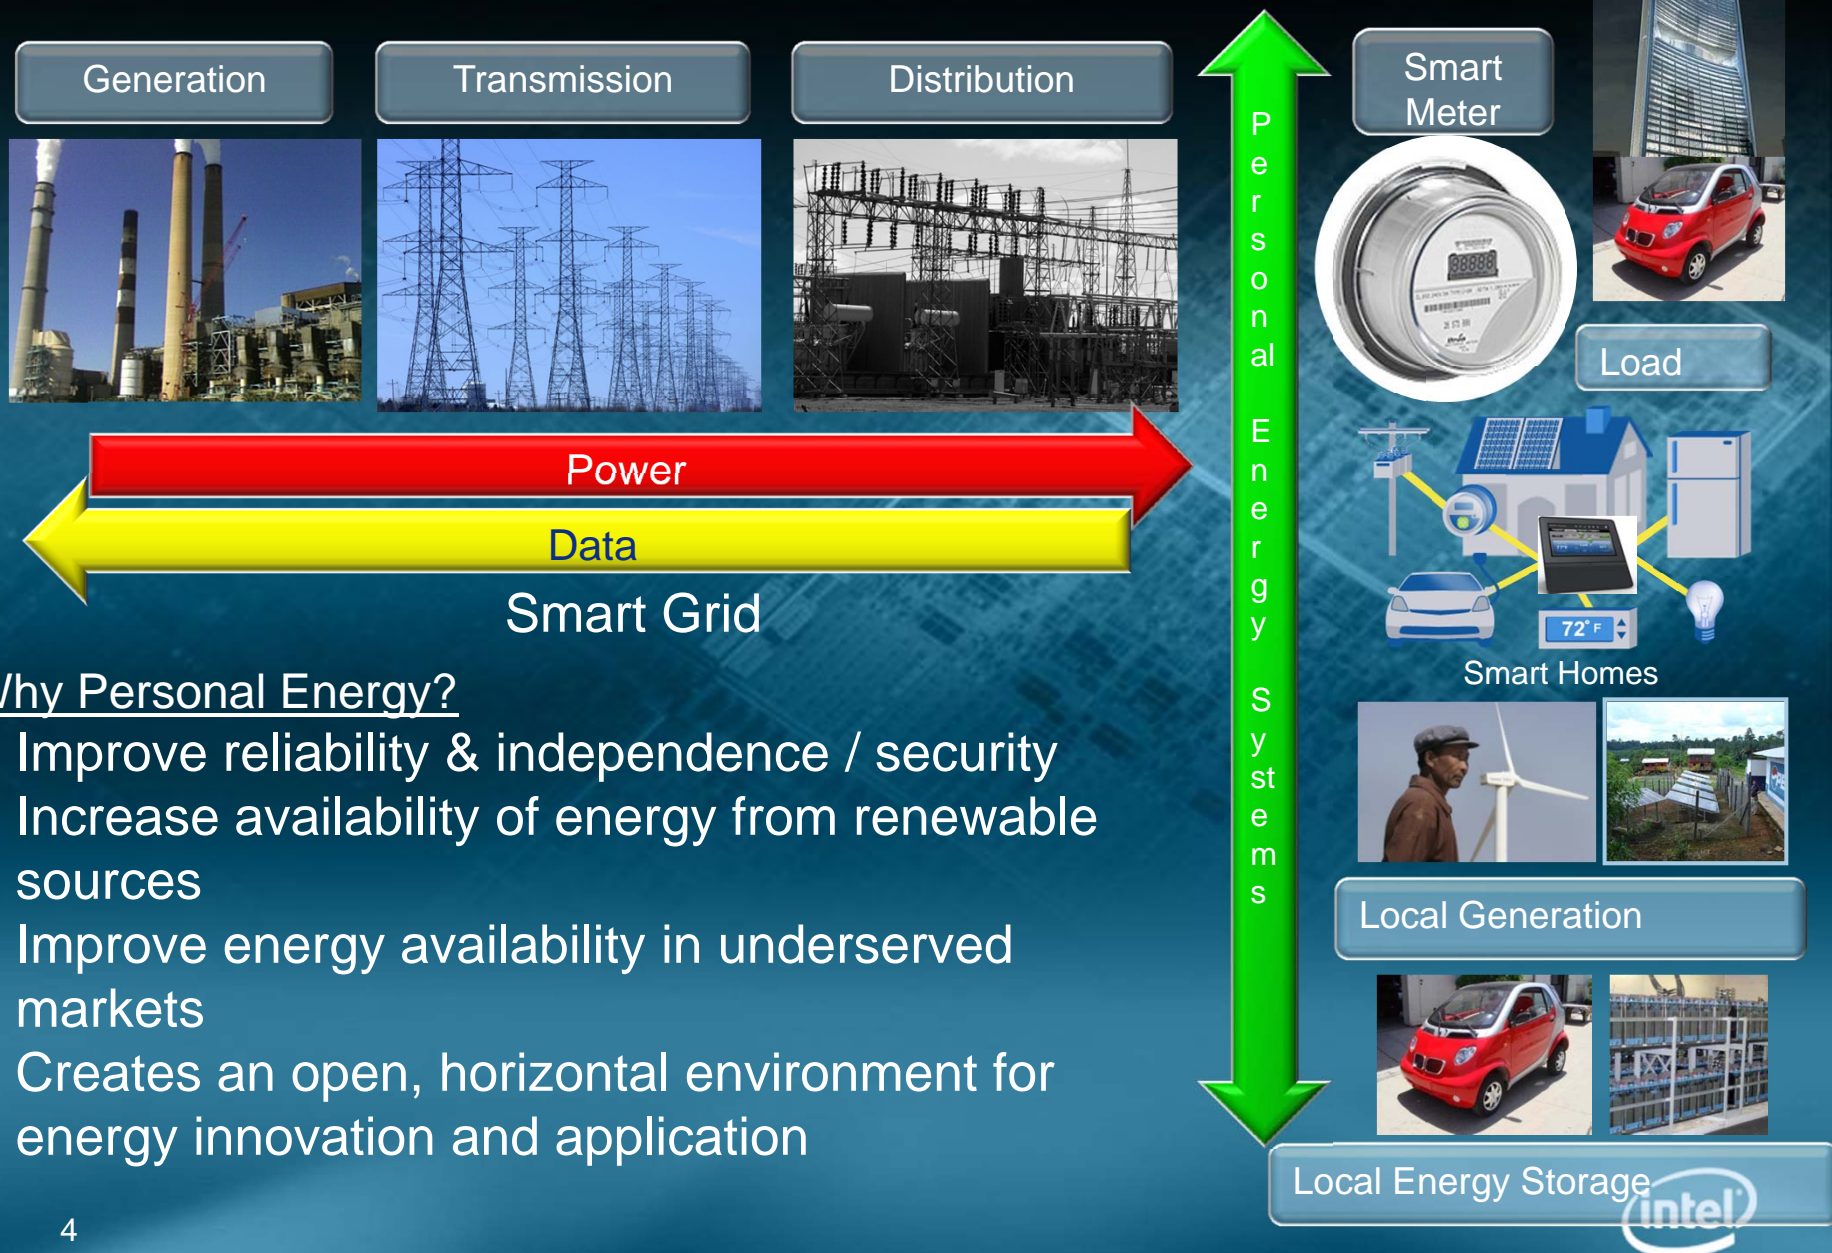 Generation
Transmission
Distribution
Smart
Meter
Load
Power
Data
Smart Grid
Personal Energy Systems
72° F
Smart Homes
Why Personal Energy?
Improve reliability & independence / security
Increase availability of energy from renewable
sources
Improve energy availability in underserved
markets
Creates an open, horizontal environment for
energy innovation and application
Local Generation
Local Energy Storage
intel
4